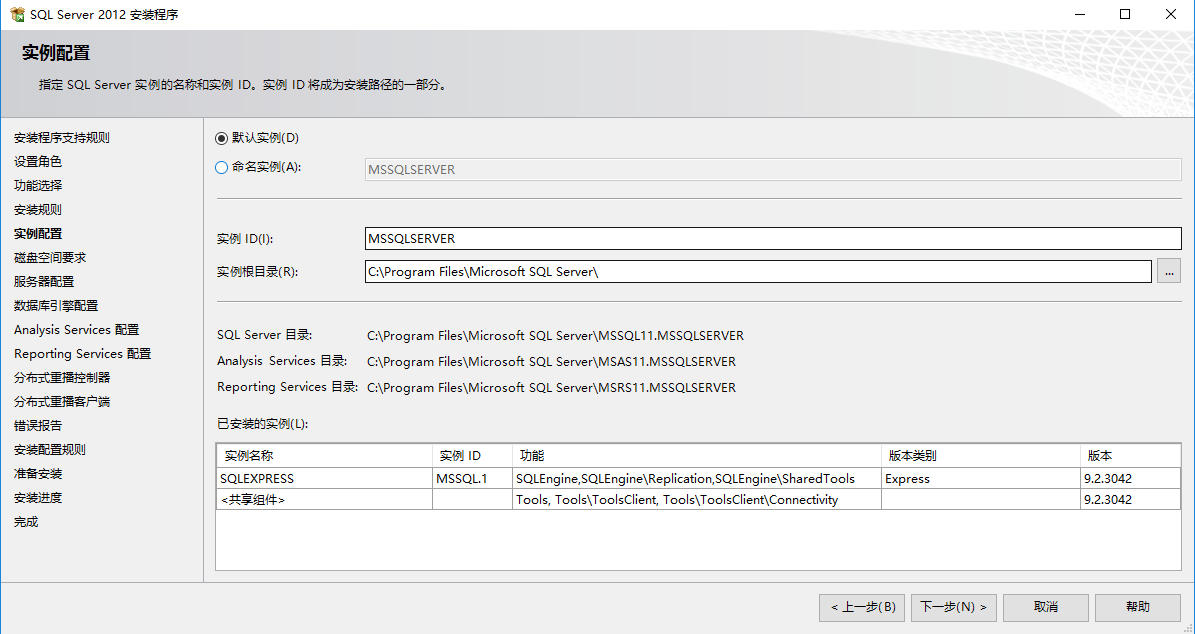 SQL Server 2012 安装程序
实例配置
指定 SQL Server 实例的名称和实例 ID。实例 ID 将成为安装路径的一部分。
安装程序支持规则
设置角色
功能选择
安装规则
实例配置
磁盘空间要求
服务器配置
数据库引擎配置
Analysis Services 配置
Reporting Services 配置
分布式重播控制器
分布式重播客户端
错误报告
安装配置规则
准备安装
安装进度
完成
默认实例(D)
命名实例(A): MSSQLSERVER
实例 ID(I): MSSQLSERVER
实例根目录(R): C:\Program Files\Microsoft SQL Server\ ...
SQL Server 目录: C:\Program Files\Microsoft SQL Server\MSSQL11.MSSQLSERVER
Analysis Services 目录: C:\Program Files\Microsoft SQL Server\MSAS11.MSSQLSERVER
Reporting Services 目录: C:\Program Files\Microsoft SQL Server\MSRS11.MSSQLSERVER
已安装的实例(L):
实例名称 实例 ID 功能 版本类别 版本
SQLEXPRESS MSSQL.1 SQLEngine,SQLEngine\Replication,SQLEngine\SharedTools Express 9.2.3042
<共享组件> Tools, Tools\ToolsClient, Tools\ToolsClient\Connectivity 9.2.3042
< 上一步(B) 下一步(N) > 取消 帮助